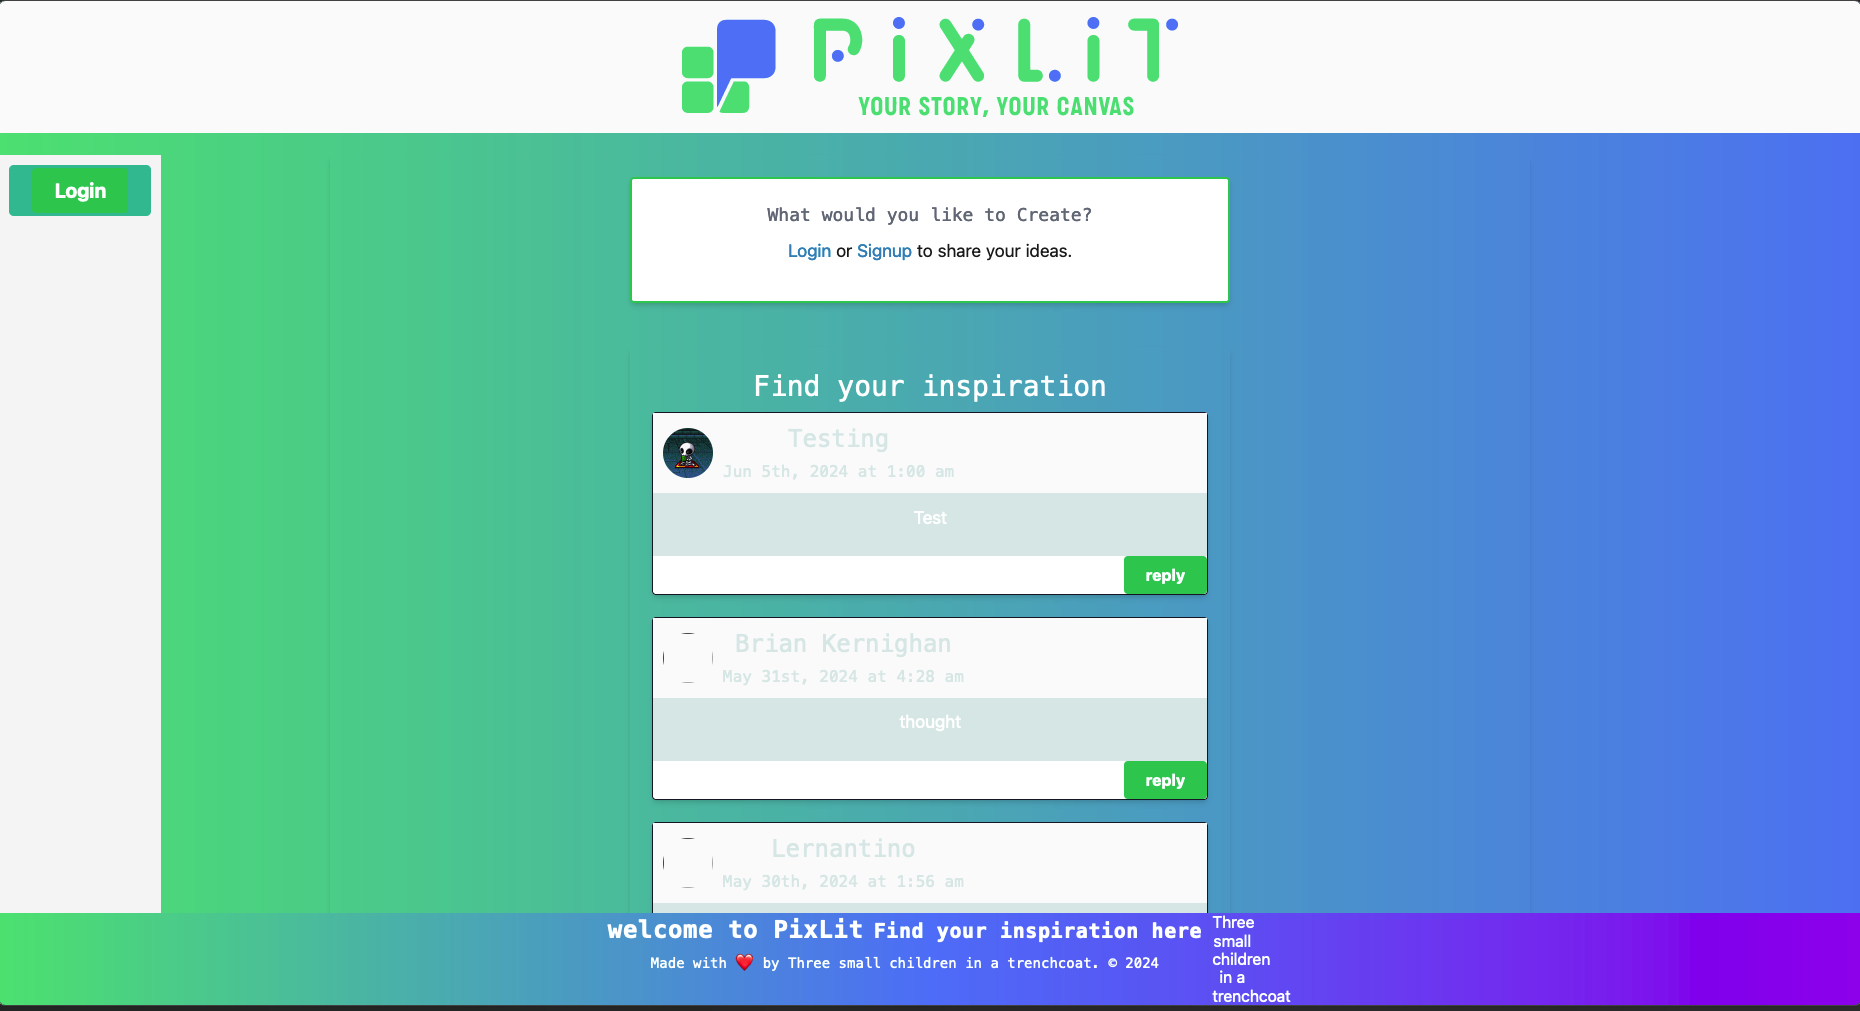 PiXLiT
YOUR STORY, YOUR CANVAS
Login
What would you like to Create?
Login or Signup to share your ideas.
Find your inspiration
Testing
Jun 5th, 2024 at 1:00 am
Test
reply
Brian Kernighan
May 31st, 2024 at 4:28 am
thought
reply
Lernantino
May 30th, 2024 at 1:56 am
welcome to PixLit Find your inspiration here
Made with ❤️ by Three small children in a trenchcoat. © 2024
Three
small
children
in a
trenchcoat